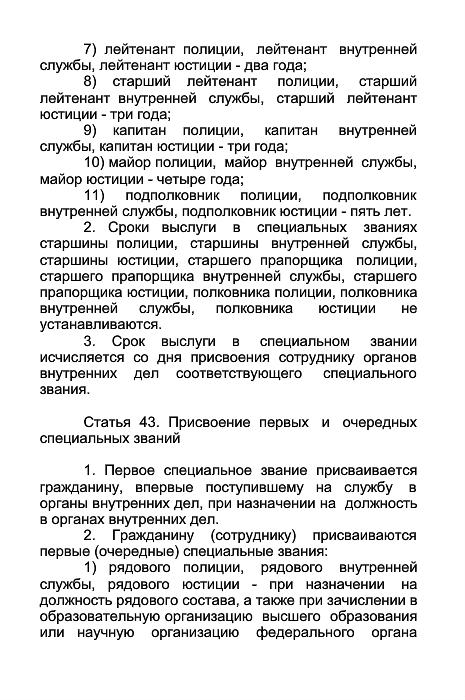 7) лейтенант полиции, лейтенант внутренней
службы, лейтенант юстиции - два года;
8) старший лейтенант полиции, старший
лейтенант внутренней службы, старший лейтенант
юстиции - три года;
9) капитан полиции, капитан внутренней
службы, капитан юстиции - три года;
10) майор полиции, майор внутренней службы,
майор юстиции - четыре года;
11) подполковник полиции, подполковник
внутренней службы, подполковник юстиции - пять лет.
2. Сроки выслуги в специальных званиях
старшины полиции, старшины внутренней службы,
старшины юстиции, старшего прапорщика полиции,
старшего прапорщика внутренней службы, старшего
прапорщика юстиции, полковника полиции, полковника
внутренней службы, полковника юстиции не
устанавливаются.
3. Срок выслуги в специальном звании
исчисляется со дня присвоения сотруднику органов
внутренних дел соответствующего специального
звания.
Статья 43. Присвоение первых и очередных
специальных званий
1. Первое специальное звание присваивается
гражданину, впервые поступившему на службу в
органы внутренних дел, при назначении на должность
в органах внутренних дел.
2. Гражданину (сотруднику) присваиваются
первые (очередные) специальные звания:
1) рядового полиции, рядового внутренней
службы, рядового юстиции - при назначении на
должность рядового состава, а также при зачислении в
образовательную организацию высшего образования
или научную организацию федерального органа